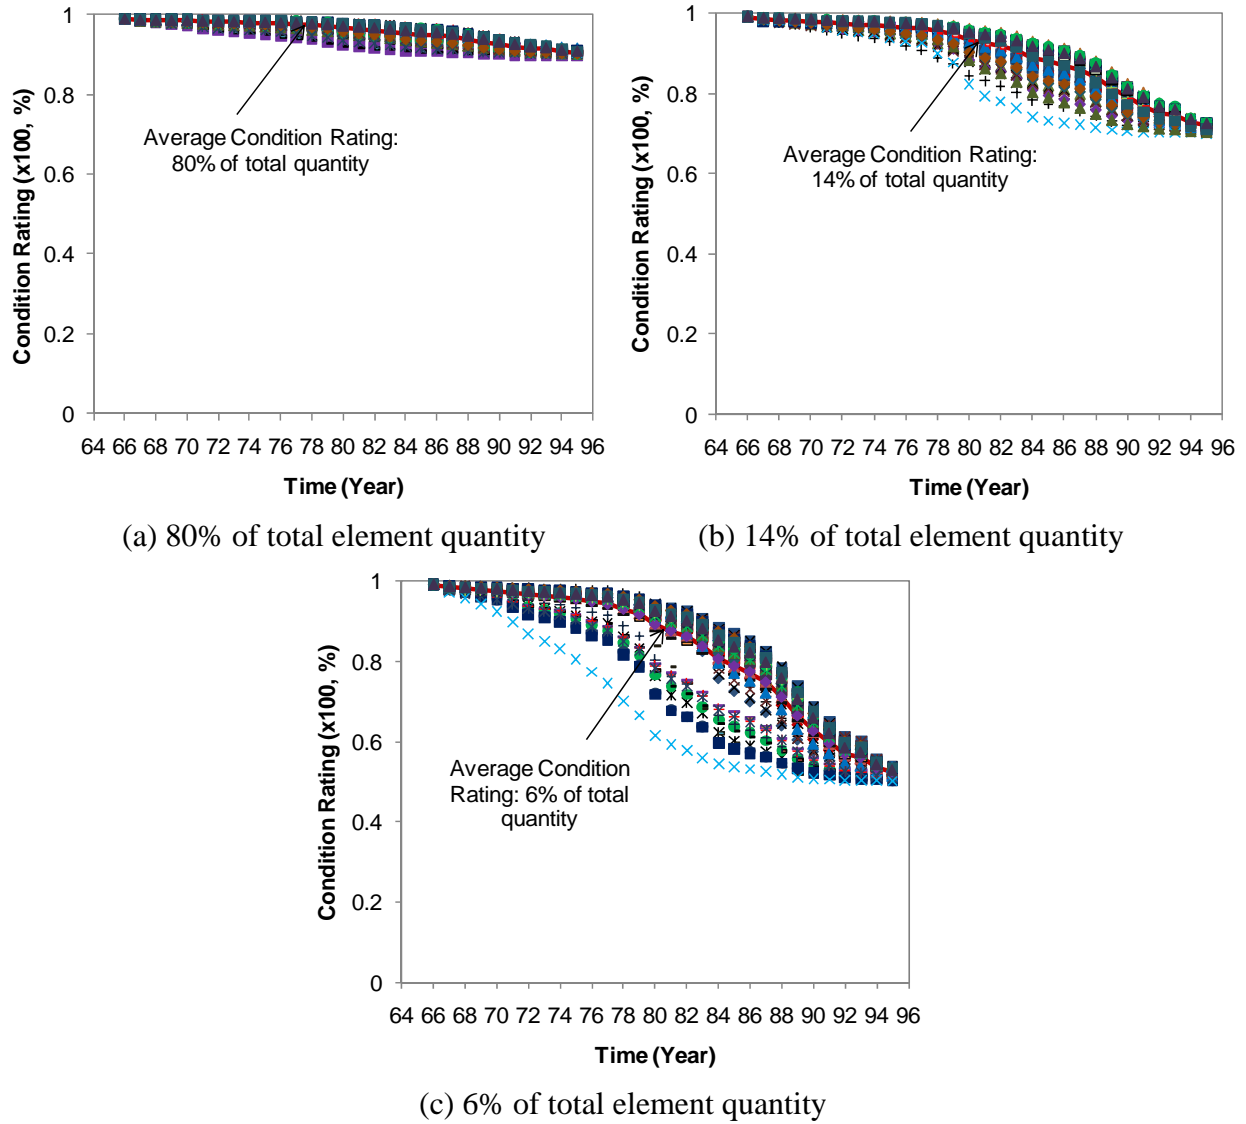 Condition Rating (x100, %)
1
0.8
0.6
0.4
0.2
0
Average Condition Rating:
80% of total quantity
64 66 68 70 72 74 76 78 80 82 84 86 88 90 92 94 96
Time (Year)
(a) 80% of total element quantity
Condition Rating (x100, %)
1
0.8
0.6
0.4
0.2
0
Average Condition Rating:
14% of total quantity
64 66 68 70 72 74 76 78 80 82 84 86 88 90 92 94 96
Time (Year)
(b) 14% of total element quantity
Condition Rating (x100, %)
1
0.8
0.6
0.4
0.2
0
Average Condition
Rating: 6% of total
quantity
64 66 68 70 72 74 76 78 80 82 84 86 88 90 92 94 96
Time (Year)
(c) 6% of total element quantity